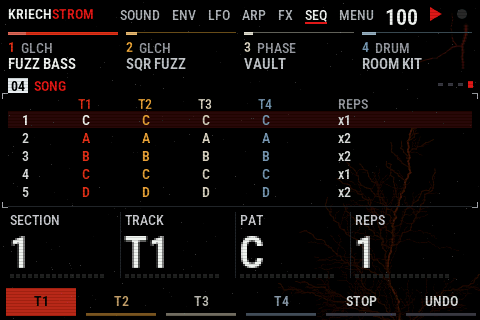 KRIECHSTROM SOUND ENV LFO ARP FX SEQ MENU 100
1 GLCH 2 GLCH 3 PHASE 4 DRUM
FUZZ BASS SQR FUZZ VAULT ROOM KIT
04 SONG
T1 T2 T3 T4 REPS
1 C C C C x1
2 A A A A x2
3 B B B B x2
4 C C C C x1
5 D D D D x2
SECTION TRACK PAT REPS
1 T1 C 1
T1 T2 T3 T4 STOP UNDO